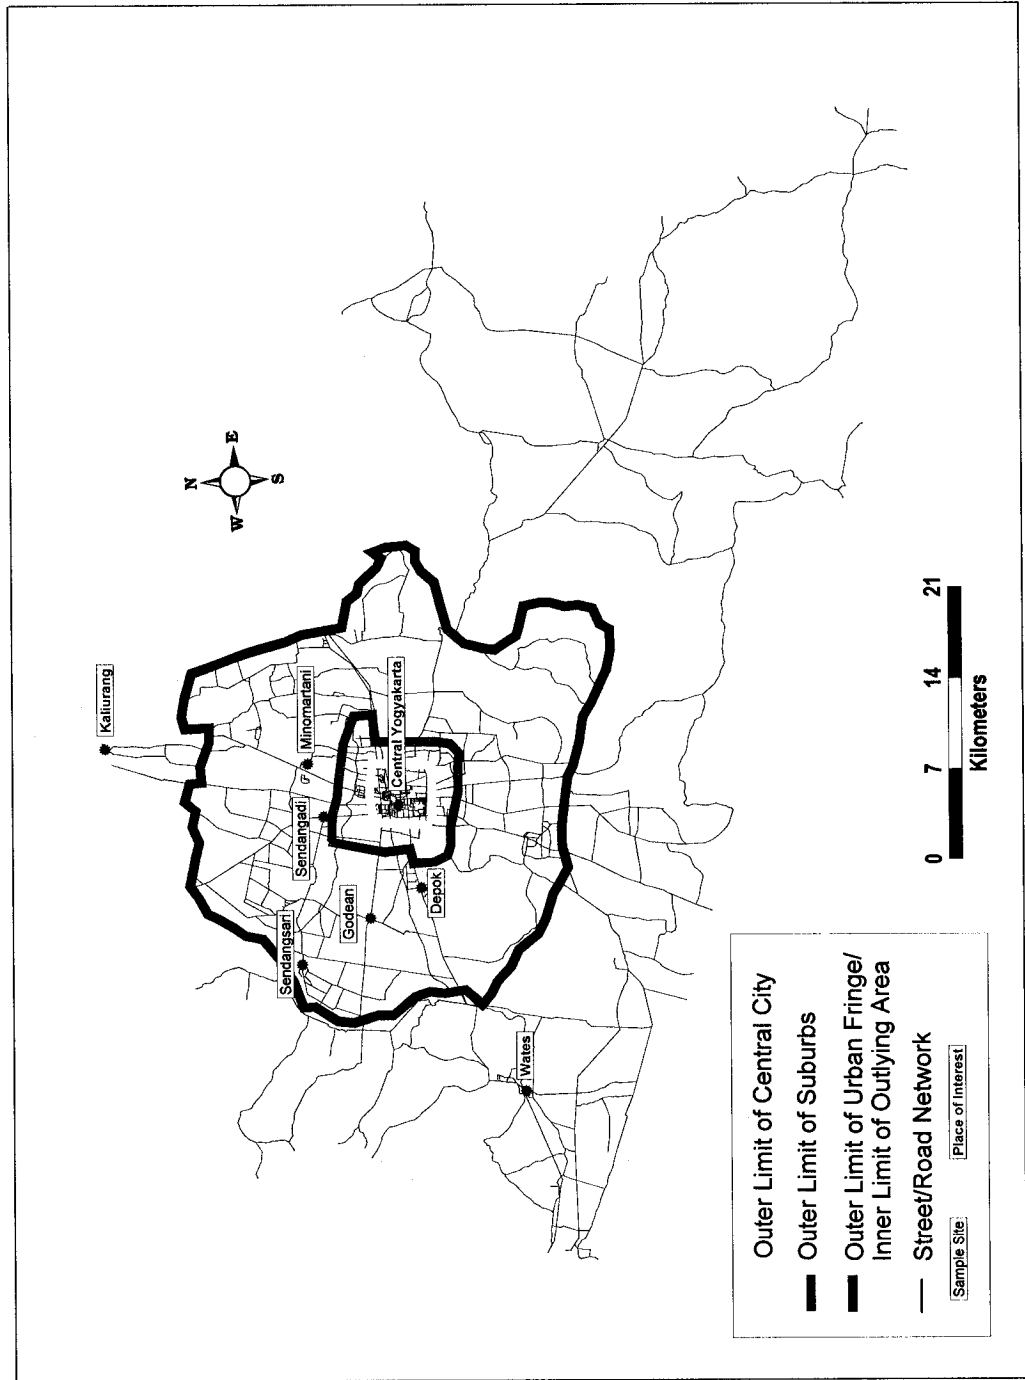 Kaliurang
Minomartani
Sendangadi
Central Yogyakarta
Sendangsari
Godean
Depok
Wates
N
E
S
W
0
7
14
21
Kilometers
Outer Limit of Central City
Outer Limit of Suburbs
Outer Limit of Urban Fringe/
Inner Limit of Outlying Area
Street/Road Network
Sample Site
Place of Interest